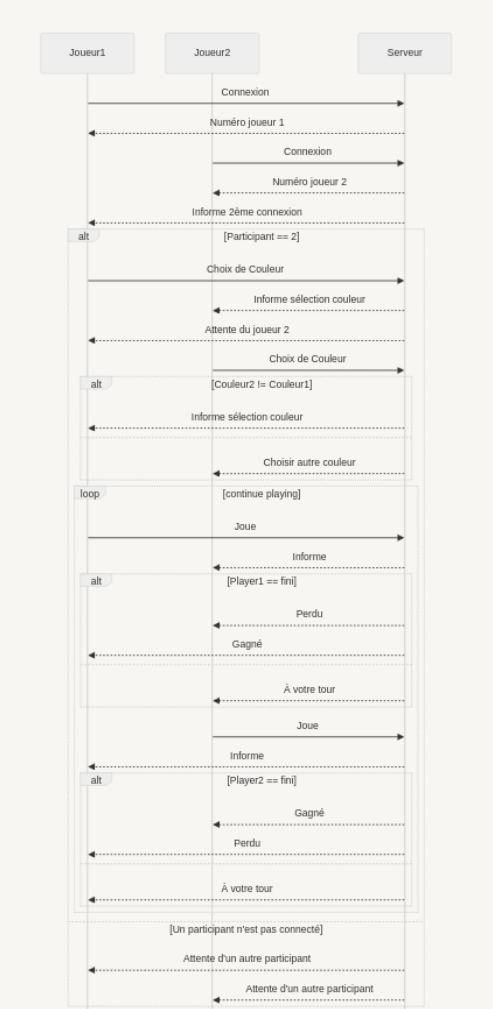 Joueur1 Joueur2 Serveur
Connexion
Numéro joueur 1
Connexion
Numéro joueur 2
Informe 2ème connexion
alt [Participant == 2]
Choix de Couleur
Informe sélection couleur
Attente du joueur 2
Choix de Couleur
alt [Couleur2 != Couleur1]
Informe sélection couleur
Choisir autre couleur
loop [continue playing]
Joue
Informe
alt [Player1 == fini]
Perdu
Gagné
À votre tour
Joue
Informe
alt [Player2 == fini]
Gagné
Perdu
À votre tour
[Un participant n'est pas connecté]
Attente d'un autre participant
Attente d'un autre participant